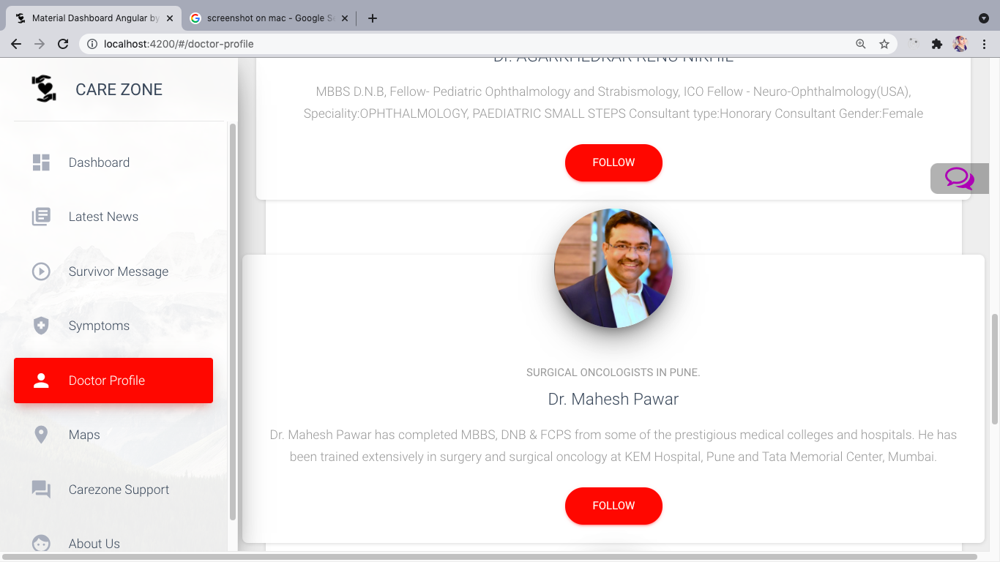 Material Dashboard Angular by
screenshot on mac - Google S
localhost:4200/#/doctor-profile
CARE ZONE
Dashboard
Latest News
Survivor Message
Symptoms
Doctor Profile
Maps
Carezone Support
About Us
Dr. AGARKHEDKAR RENU NIKHIL
MBBS D.N.B, Fellow- Pediatric Ophthalmology and Strabismology, ICO Fellow - Neuro-Ophthalmology(USA),
Speciality:OPHTHALMOLOGY, PAEDIATRIC SMALL STEPS Consultant type:Honorary Consultant Gender:Female
FOLLOW
SURGICAL ONCOLOGISTS IN PUNE.
Dr. Mahesh Pawar
Dr. Mahesh Pawar has completed MBBS, DNB & FCPS from some of the prestigious medical colleges and hospitals. He has
been trained extensively in surgery and surgical oncology at KEM Hospital, Pune and Tata Memorial Center, Mumbai.
FOLLOW